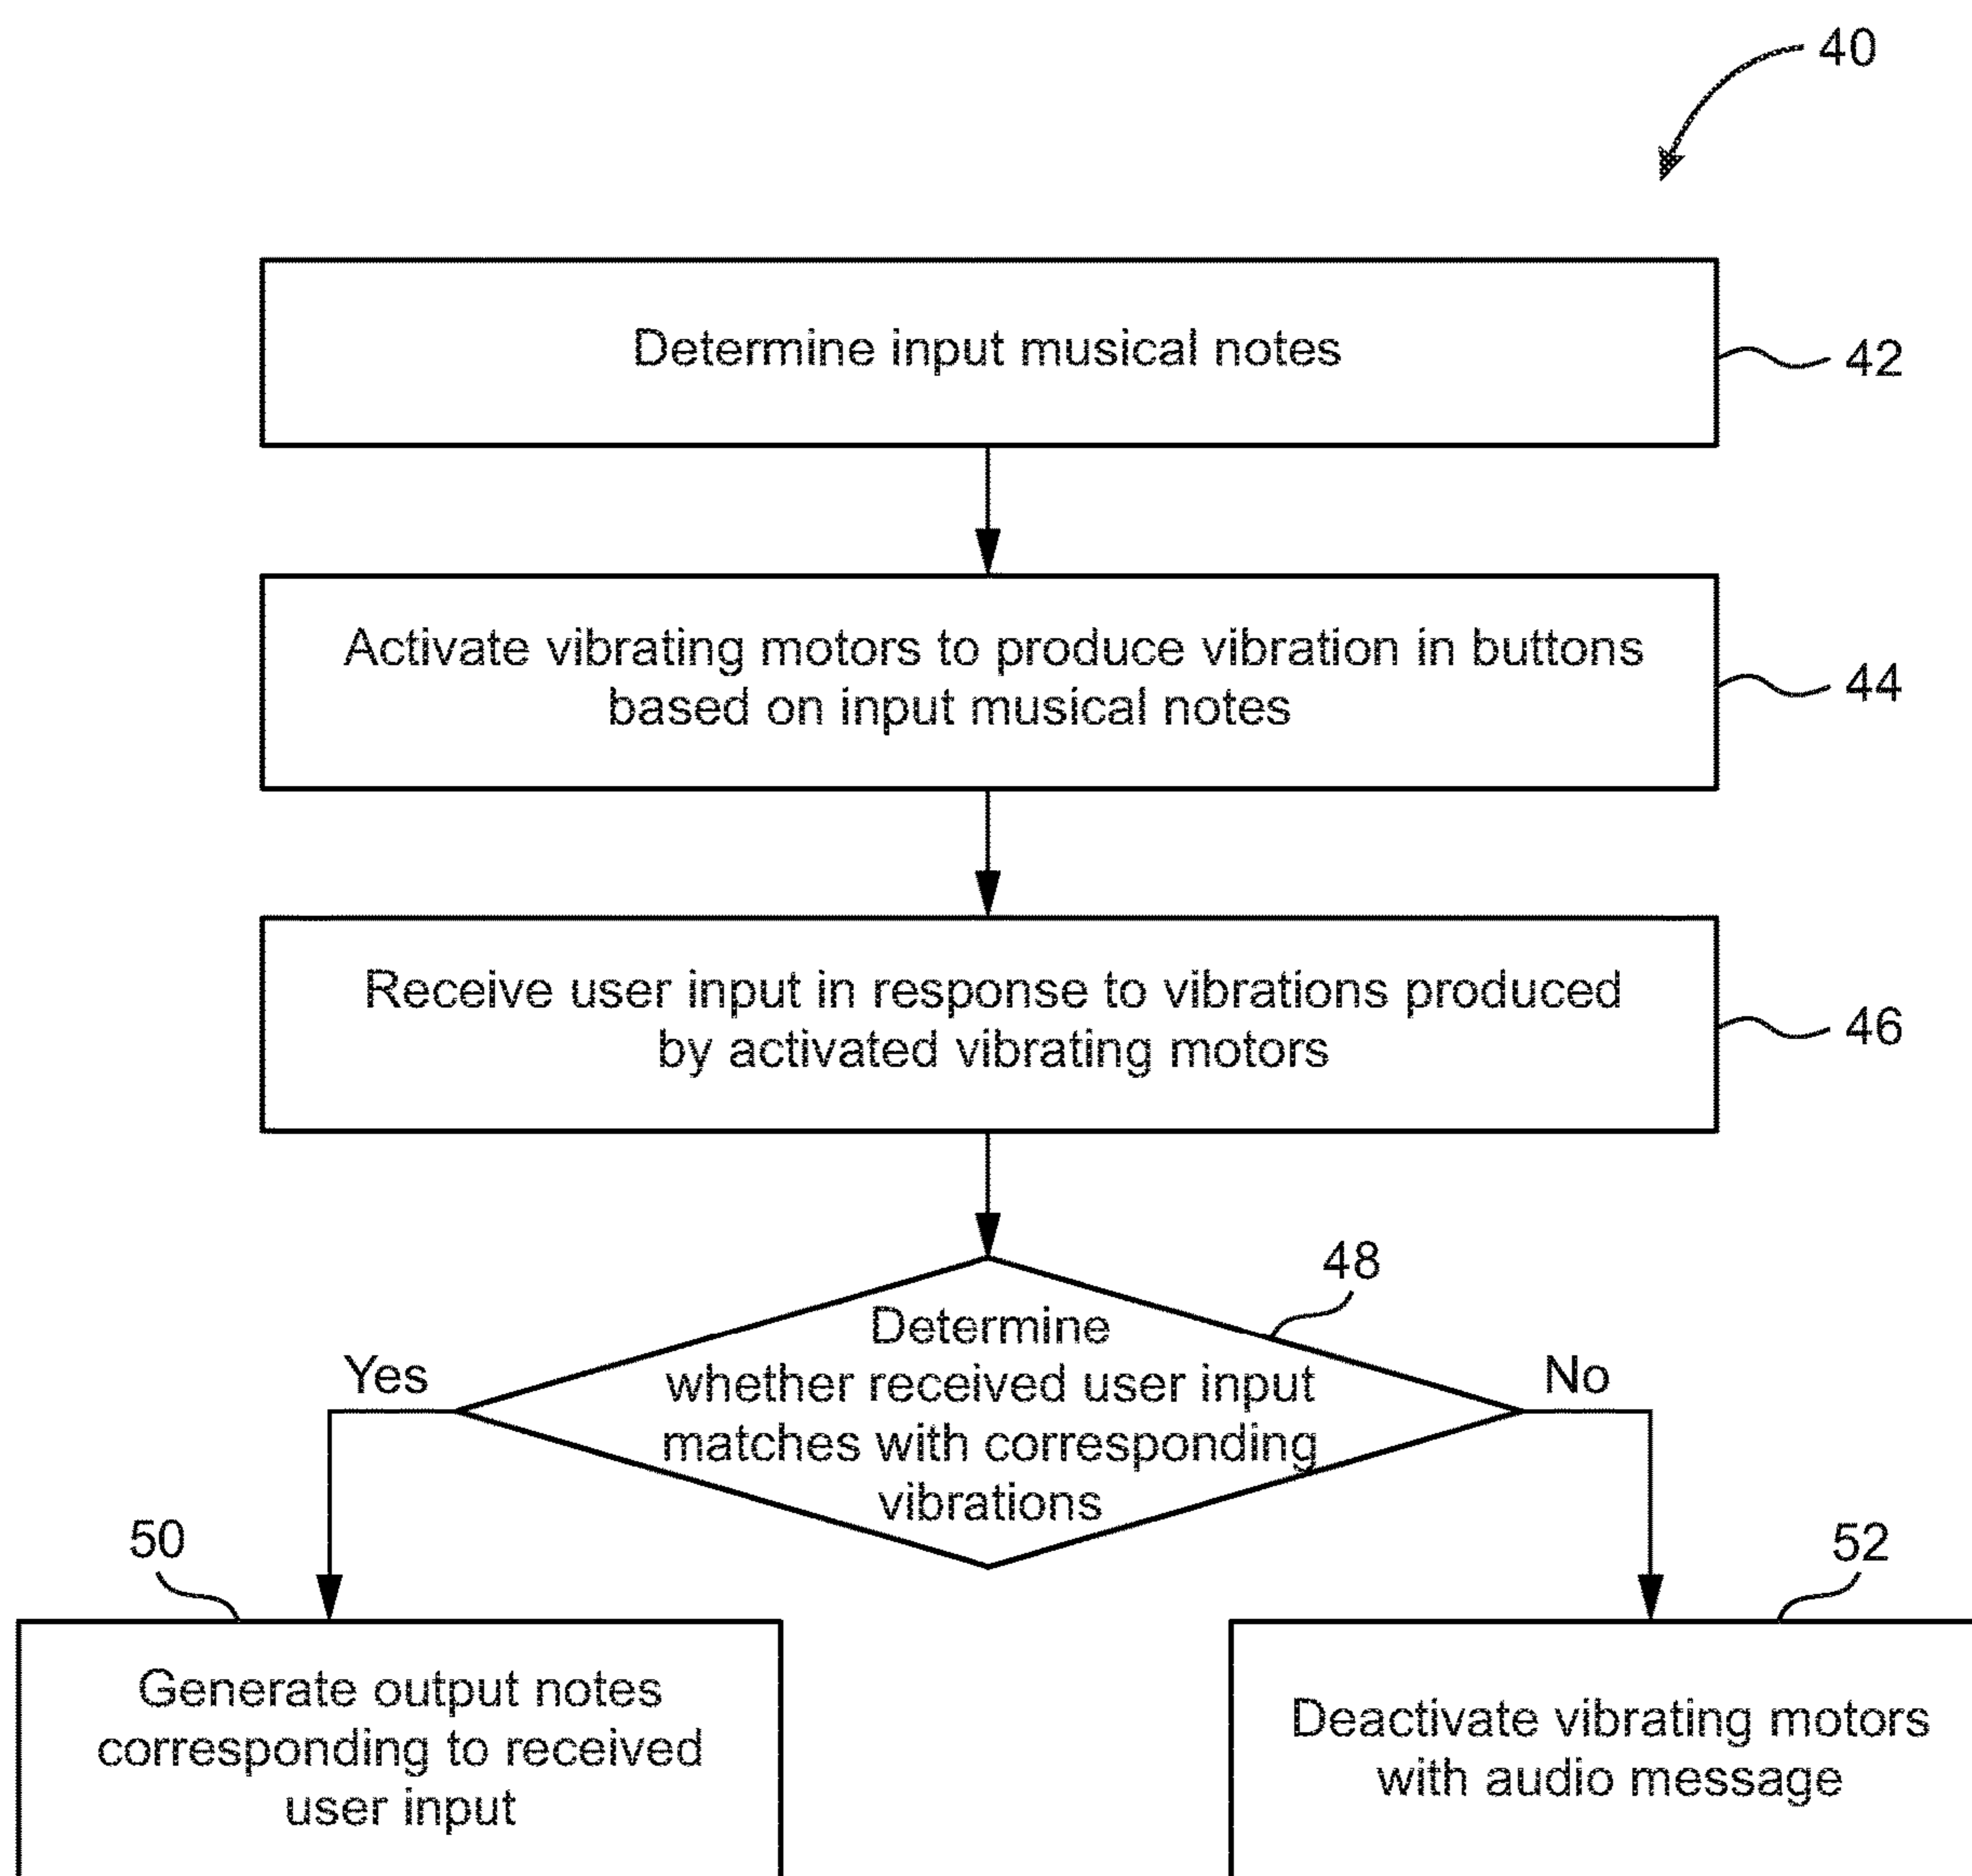 40
Determine input musical notes
42
Activate vibrating motors to produce vibration in buttons
based on input musical notes
44
Receive user input in response to vibrations produced
by activated vibrating motors
46
48
Determine
whether received user input
matches with corresponding
vibrations
Yes
No
50
52
Generate output notes
corresponding to received
user input
Deactivate vibrating motors
with audio message